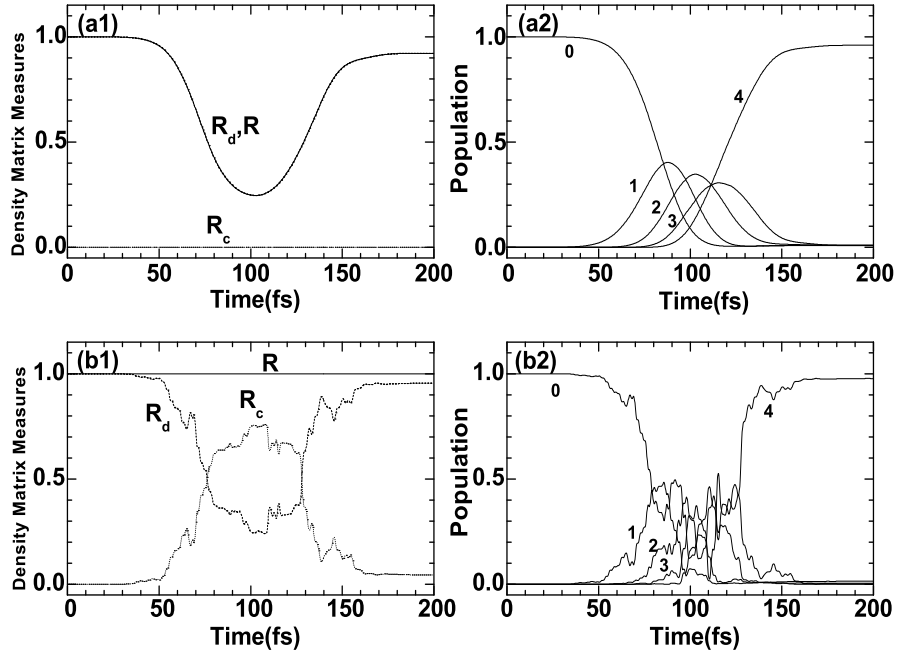 (a1)
Density Matrix Measures
1.0
0.5
0.0
R_d,R
R_c
0 50 100 150 200
Time(fs)
(a2)
Population
1.0
0.5
0.0
0
4
1
2
3
0 50 100 150 200
Time(fs)
(b1)
Density Matrix Measures
1.0
0.5
0.0
R
R_d
R_c
0 50 100 150 200
Time(fs)
(b2)
Population
1.0
0.5
0.0
0
4
1
2
3
0 50 100 150 200
Time(fs)